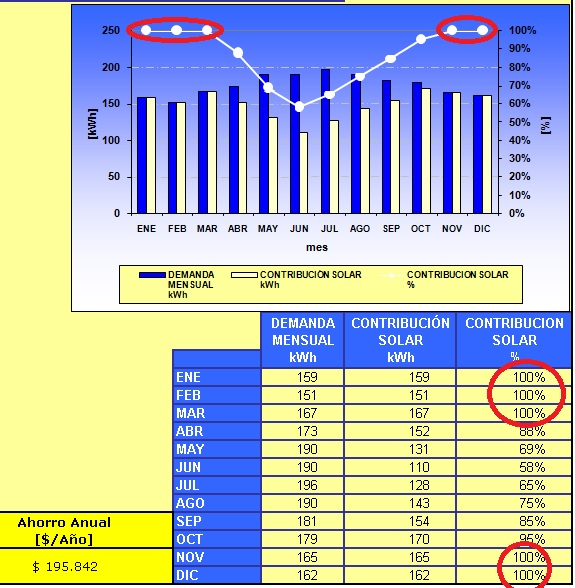 250
200
150
100
50
0
[kWh]
100%
90%
80%
70%
60%
50%
40%
30%
20%
10%
0%
[%]
ENE FEB MAR ABR MAY JUN JUL AGO SEP OCT NOV DIC
mes
DEMANDA MENSUAL kWh
CONTRIBUCIÓN SOLAR kWh
CONTRIBUCION SOLAR %
DEMANDA MENSUAL kWh CONTRIBUCIÓN SOLAR kWh CONTRIBUCION SOLAR %
ENE 159 159 100%
FEB 151 151 100%
MAR 167 167 100%
ABR 173 152 88%
MAY 190 131 69%
JUN 190 110 58%
JUL 196 128 65%
AGO 190 143 75%
SEP 181 154 85%
OCT 179 170 95%
NOV 165 165 100%
DIC 162 162 100%
Ahorro Anual
[$/Año]
$ 195.842